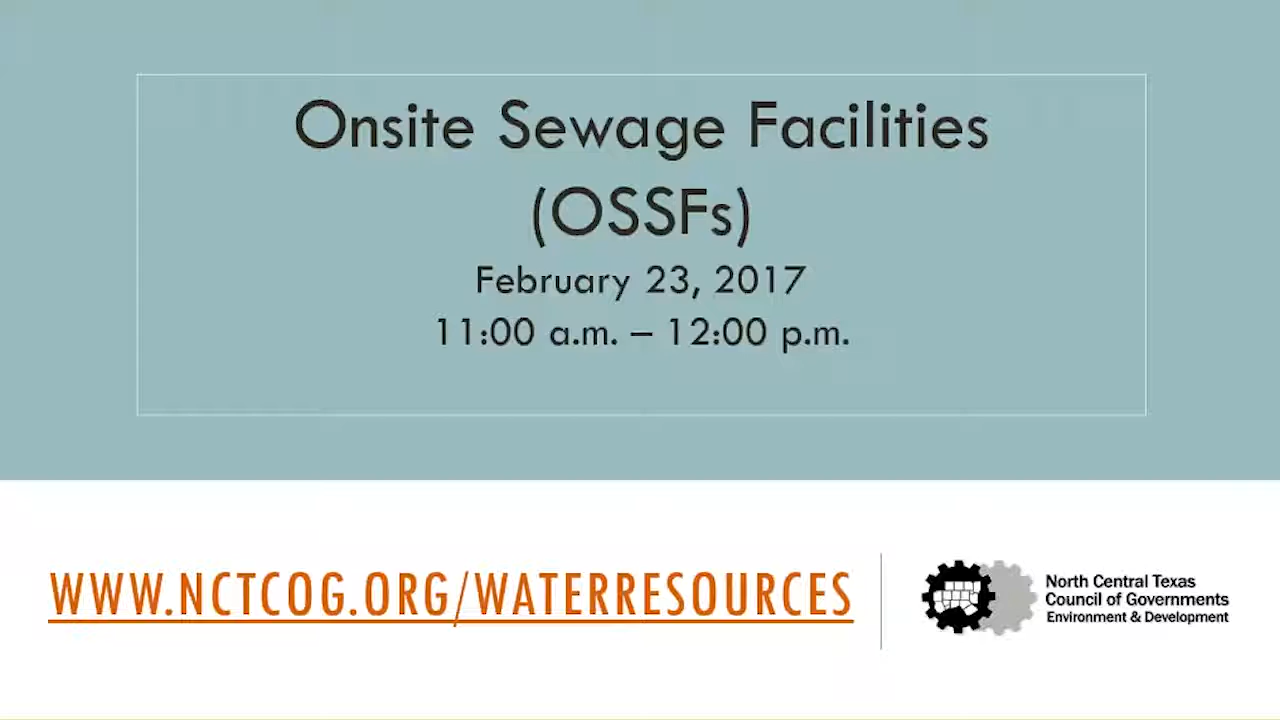 Onsite Sewage Facilities
(OSSFs)
February 23, 2017
11:00 a.m. – 12:00 p.m.
WWW.NCTCOG.ORG/WATERRESOURCES
North Central Texas
Council of Governments
Environment & Development